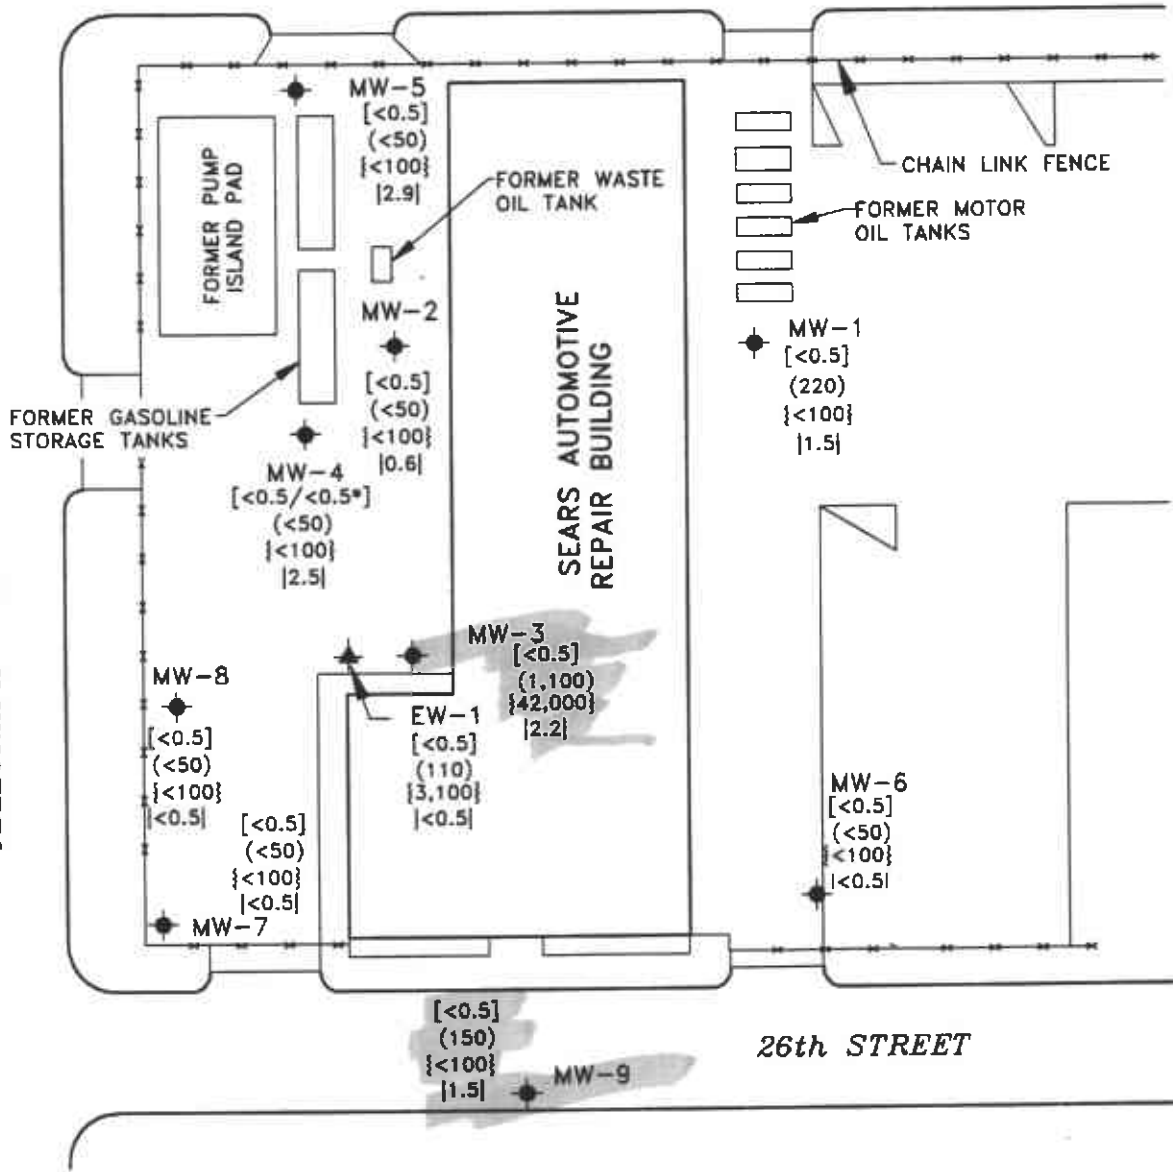 MW-5
[<0.5]
(<50)
{<100}
|2.9|
CHAIN LINK FENCE
FORMER PUMP
ISLAND PAD
FORMER WASTE
OIL TANK
FORMER MOTOR
OIL TANKS
MW-2
[<0.5]
(<50)
{<100}
|0.6|
MW-1
[<0.5]
(220)
{<100}
|1.5|
FORMER GASOLINE
STORAGE TANKS
SEARS AUTOMOTIVE
REPAIR BUILDING
MW-4
[<0.5/<0.5*]
(<50)
{<100}
|2.5|
MW-3
[<0.5]
(1,100)
{42,000}
|2.2|
MW-8
[<0.5]
(<50)
{<100}
|<0.5|
EW-1
[<0.5]
(110)
{3,100}
|<0.5|
MW-6
[<0.5]
(<50)
{<100}
|<0.5|
[<0.5]
(<50)
{<100}
|<0.5|
MW-7
[<0.5]
(150)
{<100}
|1.5|
MW-9
26th STREET